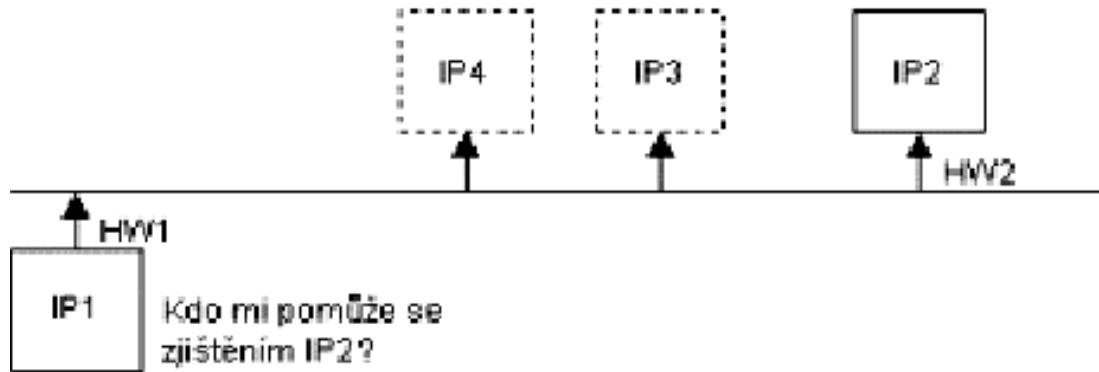 IP4
IP3
IP2
HW2
HW1
IP1
Kdo mi pomůže se
zjištěním IP2?